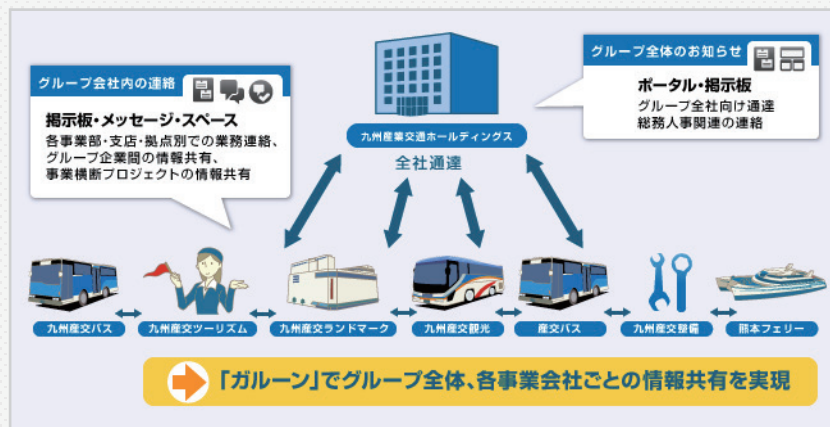 グループ会社内の連絡
掲示板・メッセージ・スペース
各事業部・支店・拠点別での業務連絡、
グループ企業間の情報共有、
事業横断プロジェクトの情報共有
グループ全体のお知らせ
ポータル・掲示板
グループ全社向け通達
総務人事関連の連絡
九州産業交通ホールディングス
全社通達
九州産交バス
九州産交ツーリズム
九州産交ランドマーク
九州産交観光
産交バス
九州産交整備
熊本フェリー
「ガルーン」でグループ全体、各事業会社ごとの情報共有を実現